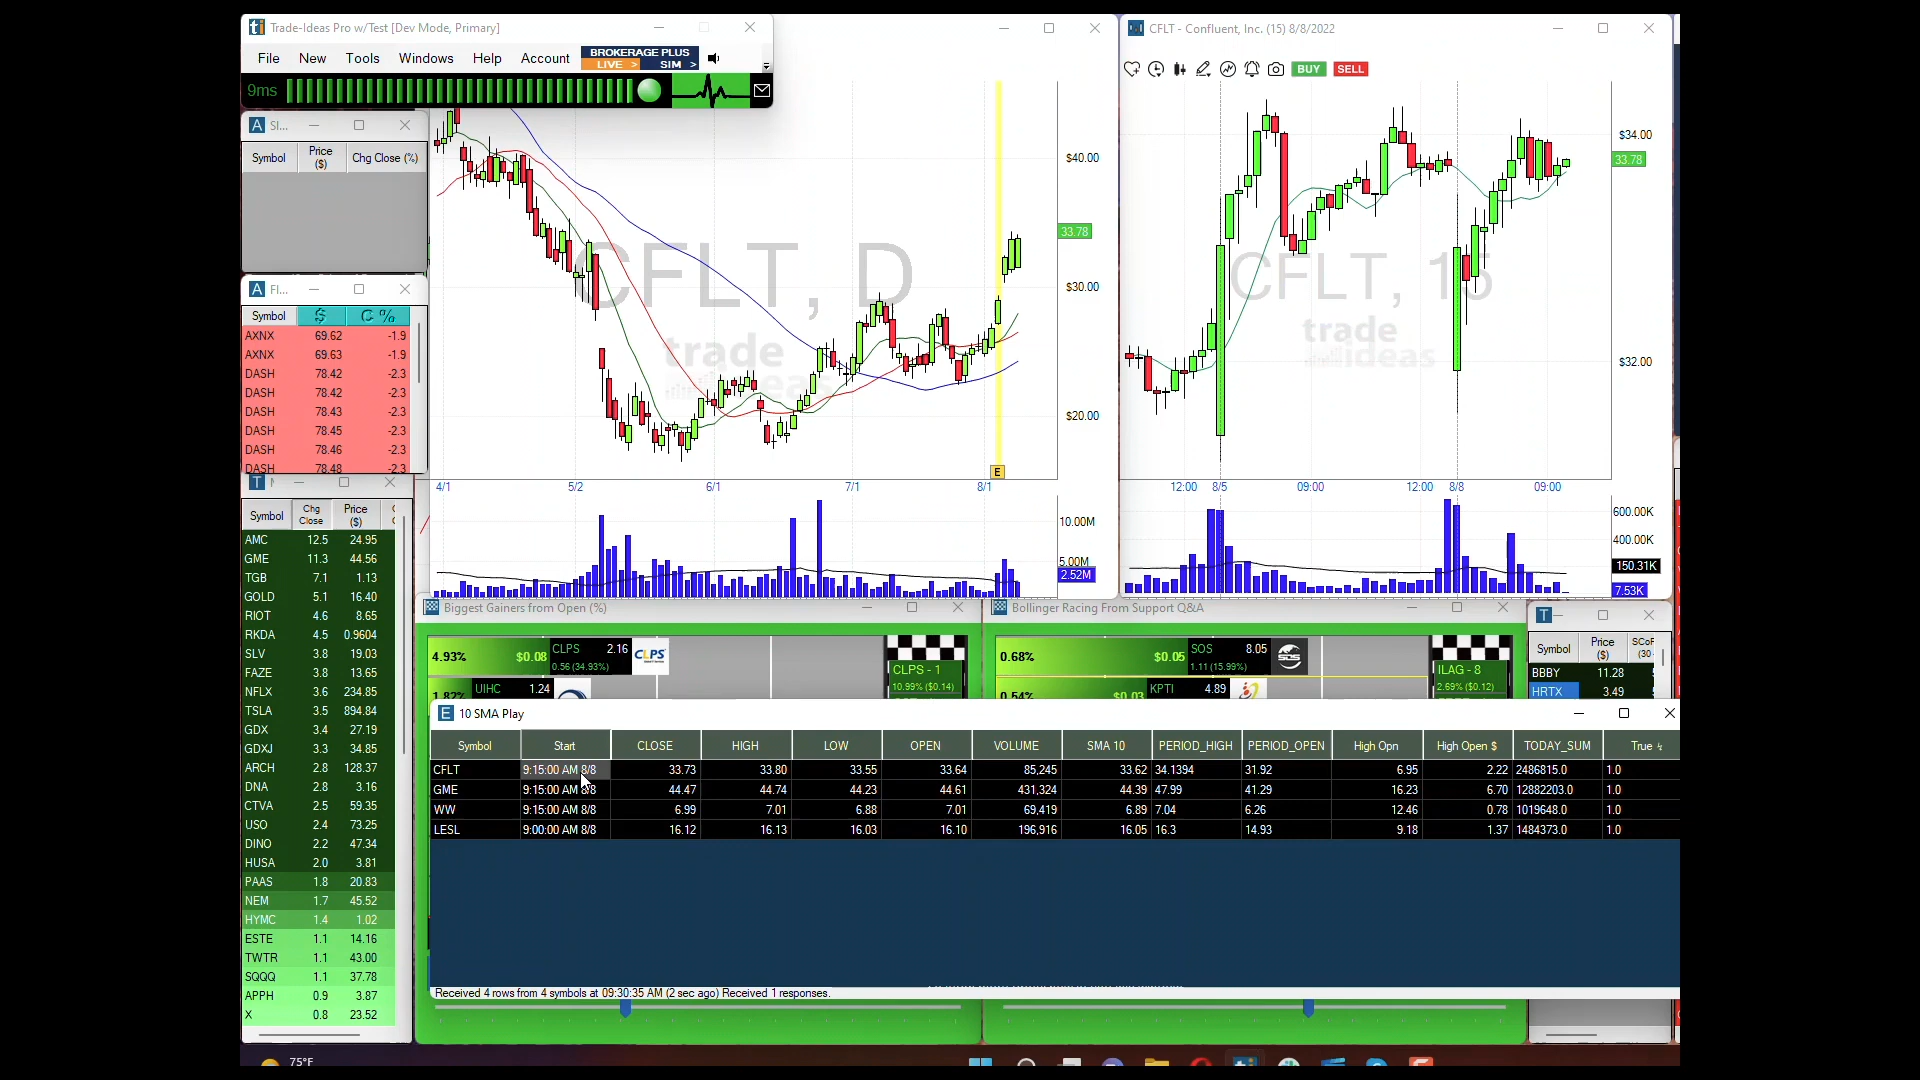 Trade-Ideas Pro w/Test [Dev Mode, Primary]
File New Tools Windows Help Account
BROKERAGE PLUS
LIVE > SIM >
9ms
SI...
Symbol Price ($) Chg Close (%)
Fl...
Symbol $ C %
AXNX 69.62 -1.9
AXNX 69.63 -1.9
DASH 78.42 -2.3
DASH 78.42 -2.3
DASH 78.43 -2.3
DASH 78.45 -2.3
DASH 78.46 -2.3
DASH 78.48 -2.3
Symbol Chg Close Price ($)
AMC 12.5 24.95
GME 11.3 44.56
TGB 7.1 1.13
GOLD 5.1 16.40
RIOT 4.6 8.65
RKDA 4.5 0.9604
SLV 3.8 19.03
FAZE 3.8 13.65
NFLX 3.6 234.85
TSLA 3.5 894.84
GDX 3.4 27.19
GDXJ 3.3 34.85
ARCH 2.8 128.37
DNA 2.8 3.16
CTVA 2.5 59.35
USO 2.4 73.25
DINO 2.2 47.34
HUSA 2.0 3.81
PAAS 1.8 20.83
NEM 1.7 45.52
HYMC 1.4 1.02
ESTE 1.1 14.16
TWTR 1.1 43.00
SQQQ 1.1 37.78
APPH 0.9 3.87
X 0.8 23.52
CFLT, D
trade
ideas
$40.00
33.78
$30.00
$20.00
E
4/1 5/2 6/1 7/1 8/1
10.00M
5.00M
2.52M
CFLT - Confluent, Inc. (15) 8/8/2022
BUY SELL
CFLT, 15
trade
ideas
$34.00
33.78
$32.00
12:00 8/5 09:00 12:00 8/8 09:00
600.00K
400.00K
150.31K
7.53K
Biggest Gainers from Open (%)
4.93% $0.08 CLPS 2.16 CLPS
0.56 (34.93%)
CLPS - 1
10.99% ($0.14)
1.82% UIHC 1.24
Bollinger Racing From Support Q&A
0.68% $0.05 SOS 8.05 SOS
1.11 (15.99%)
ILAG - 8
2.69% ($0.12)
0.54% $0.03 KPTI 4.89
Symbol Price ($) (30
BBBY 11.28
HRTX 3.49
10 SMA Play
Symbol Start CLOSE HIGH LOW OPEN VOLUME SMA 10 PERIOD_HIGH PERIOD_OPEN High Opn High Open $ TODAY_SUM True
CFLT 9:15:00 AM 8/8 33.73 33.80 33.55 33.64 85,245 33.62 34.1394 31.92 6.95 2.22 2486815.0 1.0
GME 9:15:00 AM 8/8 44.47 44.74 44.23 44.61 431,324 44.39 47.99 41.29 16.23 6.70 12882203.0 1.0
WW 9:15:00 AM 8/8 6.99 7.01 6.88 7.01 69,419 6.89 7.04 6.26 12.46 0.78 1019648.0 1.0
LESL 9:00:00 AM 8/8 16.12 16.13 16.03 16.10 196,916 16.05 16.3 14.93 9.18 1.37 1484373.0 1.0
Received 4 rows from 4 symbols at 09:30:35 AM (2 sec ago) Received 1 responses.
75°F